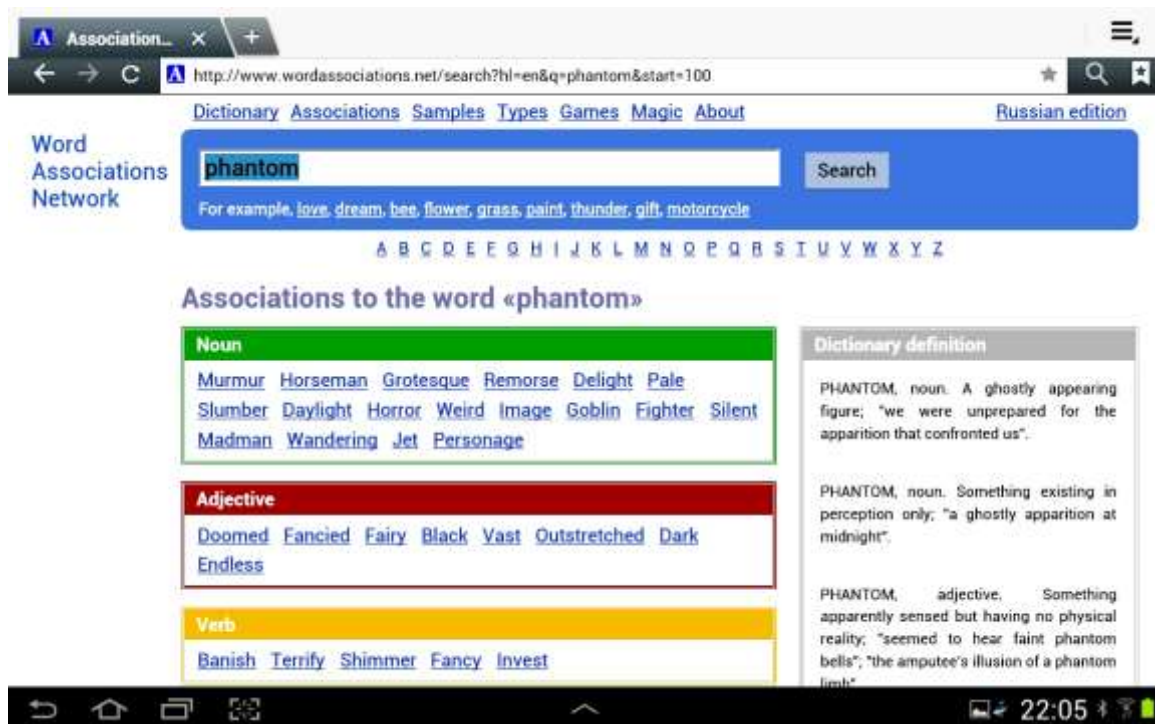 Association...
http://www.wordassociations.net/search?hl=en&q=phantom&start=100
Dictionary Associations Samples Types Games Magic About
Russian edition
Word
Associations
Network
phantom
Search
For example, love, dream, bee, flower, grass, paint, thunder, gift, motorcycle
A B C D E F G H I J K L M N O P Q R S T U V W X Y Z
Associations to the word «phantom»
Noun
Murmur Horseman Grotesque Remorse Delight Pale
Slumber Daylight Horror Weird Image Goblin Fighter Silent
Madman Wandering Jet Personage
Adjective
Doomed Fancied Fairy Black Vast Outstretched Dark
Endless
Verb
Banish Terrify Shimmer Fancy Invest
Dictionary definition
PHANTOM, noun. A ghostly appearing
figure; "we were unprepared for the
apparition that confronted us".
PHANTOM, noun. Something existing in
perception only; "a ghostly apparition at
midnight".
PHANTOM, adjective. Something
apparently sensed but having no physical
reality; "seemed to hear faint phantom
bells"; "the amputee's illusion of a phantom
limb".
22:05